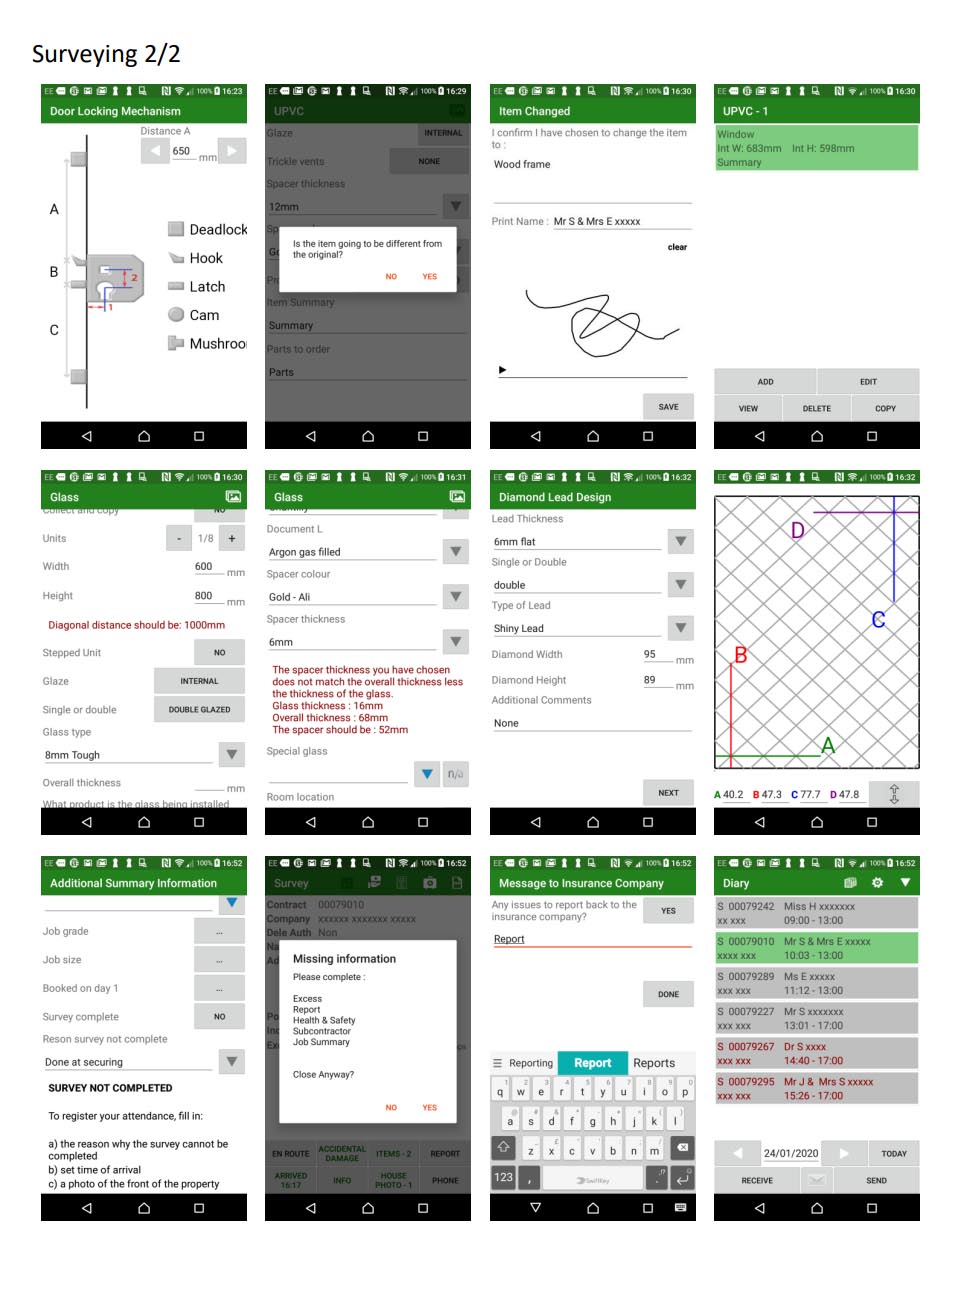 Surveying 2/2
EE 100% 16:23
Door Locking Mechanism
Distance A
650 mm
A
B
C
2
1
Deadlock
Hook
Latch
Cam
Mushroo
EE 100% 16:29
UPVC
Glaze INTERNAL
Trickle vents NONE
Spacer thickness
12mm
Is the item going to be different from
the original?
NO YES
Item Summary
Summary
Parts to order
Parts
EE 100% 16:30
Item Changed
I confirm I have chosen to change the item
to :
Wood frame
Print Name : Mr S & Mrs E xxxxx
clear
SAVE
EE 100% 16:30
UPVC - 1
Window
Int W: 683mm Int H: 598mm
Summary
ADD EDIT
VIEW DELETE COPY
EE 100% 16:30
Glass
Collect and copy NO
Units - 1/8 +
Width 600 mm
Height 800 mm
Diagonal distance should be: 1000mm
Stepped Unit NO
Glaze INTERNAL
Single or double DOUBLE GLAZED
Glass type
8mm Tough
Overall thickness mm
What product is the glass being installed
EE 100% 16:31
Glass
Chantilly
Document L
Argon gas filled
Spacer colour
Gold - Ali
Spacer thickness
6mm
The spacer thickness you have chosen
does not match the overall thickness less
the thickness of the glass.
Glass thickness : 16mm
Overall thickness : 68mm
The spacer should be : 52mm
Special glass
n/a
Room location
EE 100% 16:32
Diamond Lead Design
Lead Thickness
6mm flat
Single or Double
double
Type of Lead
Shiny Lead
Diamond Width 95 mm
Diamond Height 89 mm
Additional Comments
None
NEXT
EE 100% 16:32
D
C
B
A
A 40.2 B 47.3 C 77.7 D 47.8
EE 100% 16:52
Additional Summary Information
Job grade ...
Job size ...
Booked on day 1 ...
Survey complete NO
Reson survey not complete
Done at securing
SURVEY NOT COMPLETED
To register your attendance, fill in:
a) the reason why the survey cannot be
completed
b) set time of arrival
c) a photo of the front of the property
EE 100% 16:52
Survey
Contract 00079010
Company xxxxxx xxxxxxx xxxxx
Dele Auth Non
Missing information
Please complete :
Excess
Report
Health & Safety
Subcontractor
Job Summary
Close Anyway?
NO YES
EN ROUTE ACCIDENTAL DAMAGE ITEMS - 2 REPORT
ARRIVED 16:17 INFO HOUSE PHOTO - 1 PHONE
EE 100% 16:52
Message to Insurance Company
Any issues to report back to the
insurance company?
YES
Report
DONE
Reporting Report Reports
q w e r t y u i o p
a s d f g h j k l
z x c v b n m
123 , SwiftKey .
EE 100% 16:52
Diary
S 00079242 Miss H xxxxxxx
xx xxx 09:00 - 13:00
S 00079010 Mr S & Mrs E xxxxx
xxxx xxx 10:03 - 13:00
S 00079289 Ms E xxxxx
xxx xxx 11:12 - 13:00
S 00079227 Mr S xxxxxxx
xxx xxx 13:01 - 17:00
S 00079267 Dr S xxxx
xxx xxx 14:40 - 17:00
S 00079295 Mr J & Mrs S xxxxx
xxx xxx 15:26 - 17:00
24/01/2020 TODAY
RECEIVE SEND